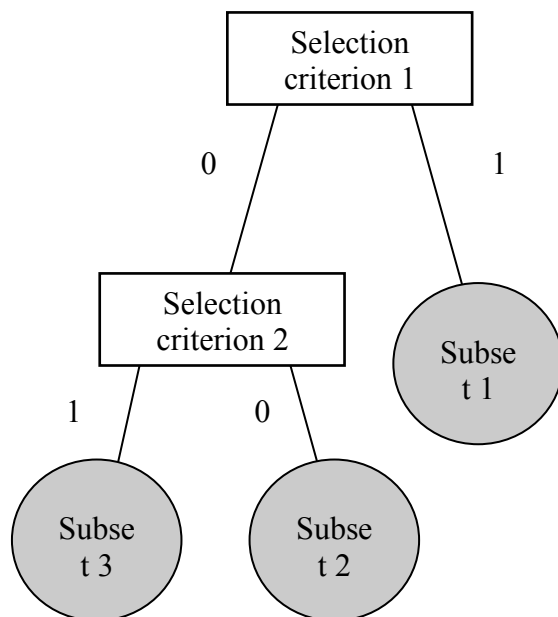 Selection
criterion 1
0
1
Selection
criterion 2
Subse
t 1
1
0
Subse
t 3
Subse
t 2